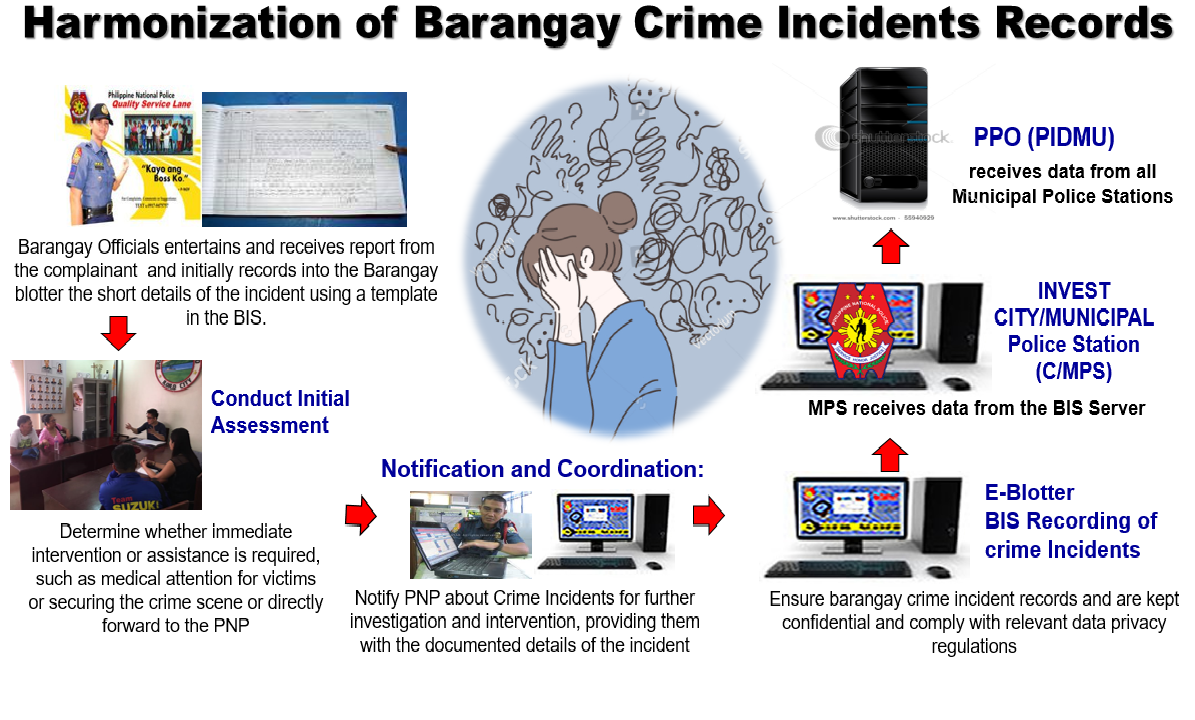 Harmonization of Barangay Crime Incidents Records
Philippine National Police
Quality Service Lane
"Kayo ang
Boss Ko."
Barangay Officials entertains and receives report from
the complainant and initially records into the Barangay
blotter the short details of the incident using a template
in the BIS.
Conduct Initial
Assessment
Team
SUZUKI
Determine whether immediate
intervention or assistance is required,
such as medical attention for victims
or securing the crime scene or directly
forward to the PNP
Notification and Coordination:
Notify PNP about Crime Incidents for further
investigation and intervention, providing them
with the documented details of the incident
E-Blotter
BIS Recording of
crime Incidents
Ensure barangay crime incident records and are kept
confidential and comply with relevant data privacy
regulations
INVEST
CITY/MUNICIPAL
Police Station
(C/MPS)
MPS receives data from the BIS Server
PPO (PIDMU)
receives data from all
Municipal Police Stations
shutterstock
www.shutterstock.com · 55940929